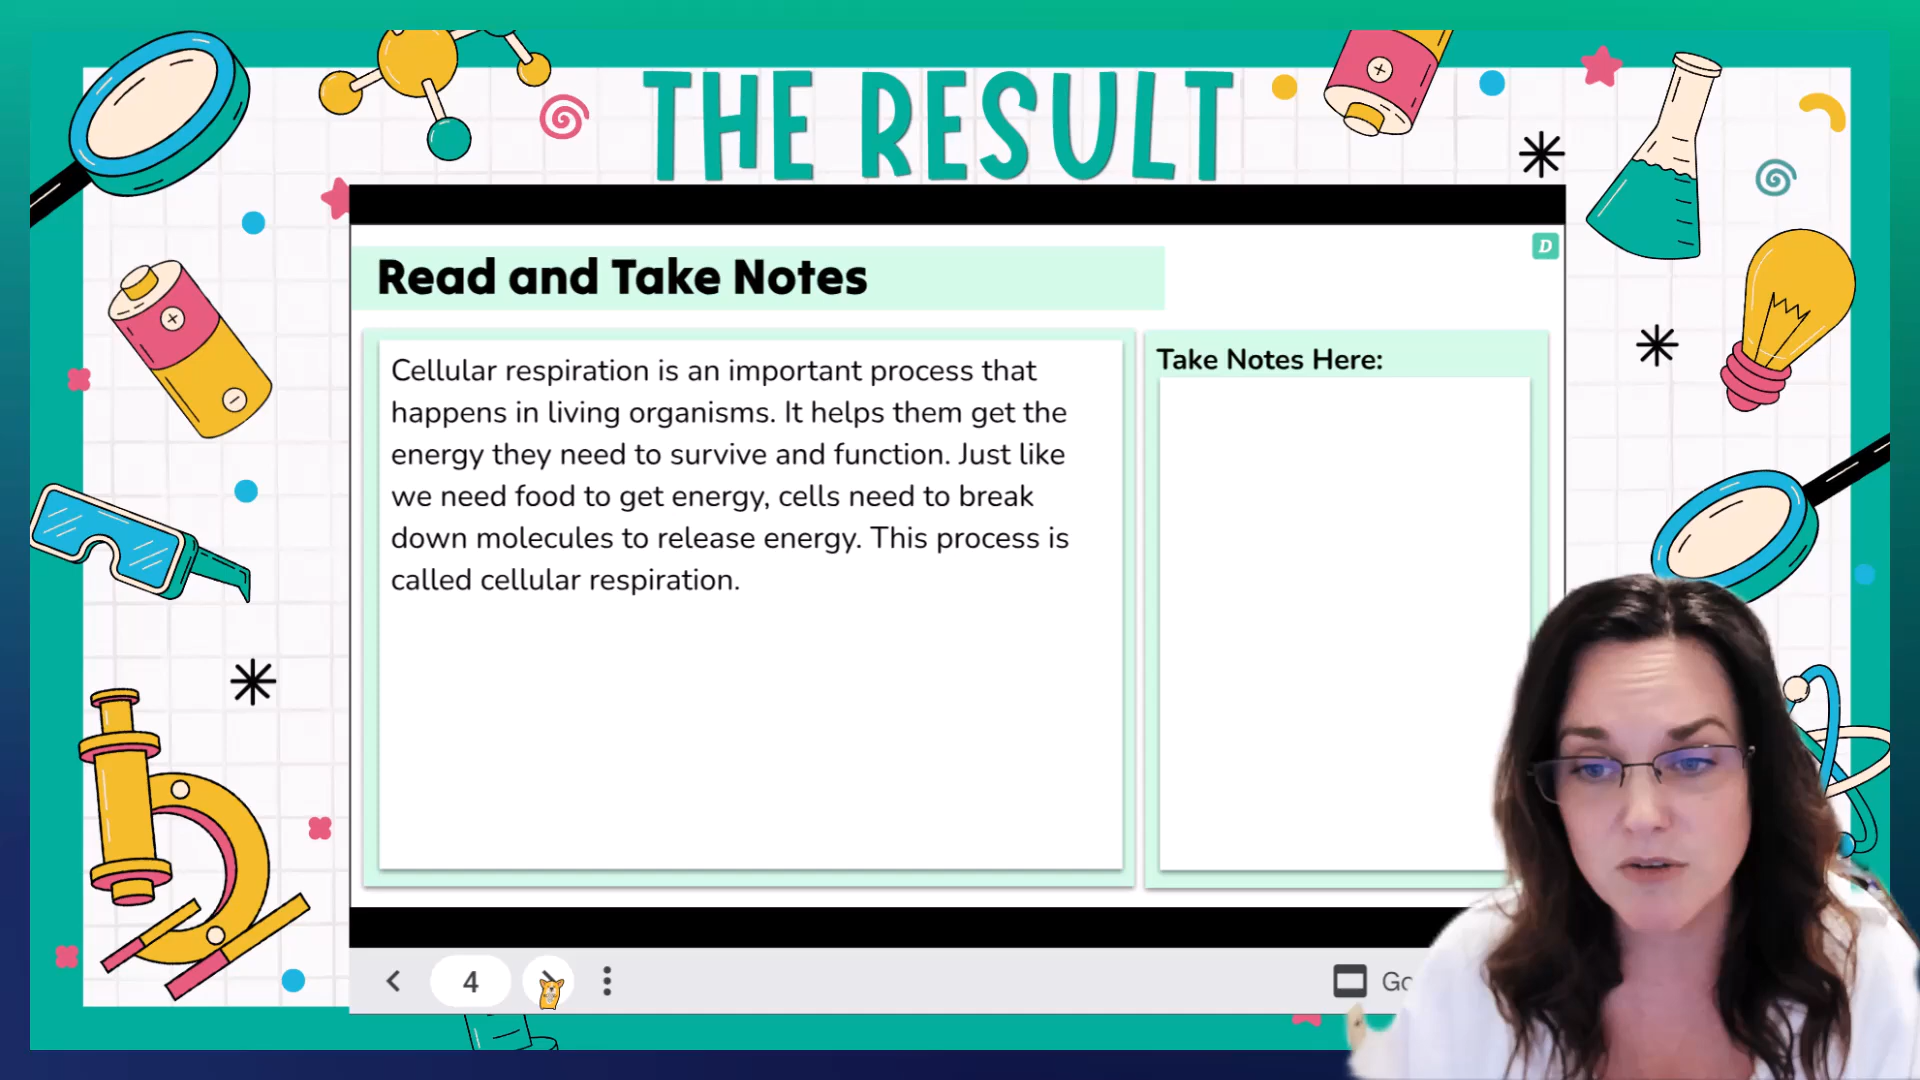 THE RESULT
D
Read and Take Notes
Cellular respiration is an important process that
happens in living organisms. It helps them get the
energy they need to survive and function. Just like
we need food to get energy, cells need to break
down molecules to release energy. This process is
called cellular respiration.
Take Notes Here:
4